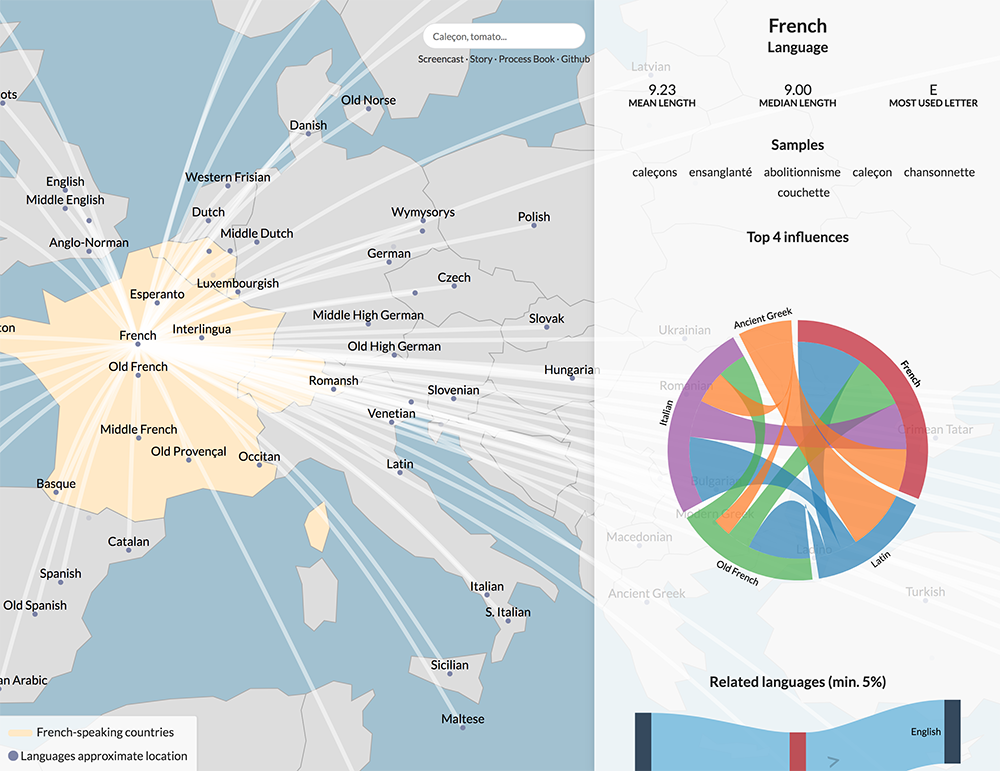 Caleçon, tomato...
Screencast · Story · Process Book · Github
ots
Old Norse
Danish
English
Western Frisian
Middle English
Dutch
Wymysorys
Polish
Anglo-Norman
Middle Dutch
German
Czech
Luxembourgish
Esperanto
Middle High German
Slovak
ton
French
Interlingua
Old High German
Old French
Hungarian
Romansh
Slovenian
Venetian
Middle French
Old Provençal
Occitan
Latin
Basque
Catalan
Spanish
Italian
Old Spanish
S. Italian
Sicilian
an Arabic
Maltese
French-speaking countries
Languages approximate location
French
Language
Latvian
9.23
MEAN LENGTH
9.00
MEDIAN LENGTH
E
MOST USED LETTER
Samples
caleçons ensanglanté abolitionnisme caleçon chansonnette
couchette
Top 4 influences
Ancient Greek
French
Latin
Old French
Italian
Ukrainian
Romanian
Crimean Tatar
Bulgarian
Modern Greek
Macedonian
Ladino
Ancient Greek
Turkish
Related languages (min. 5%)
English